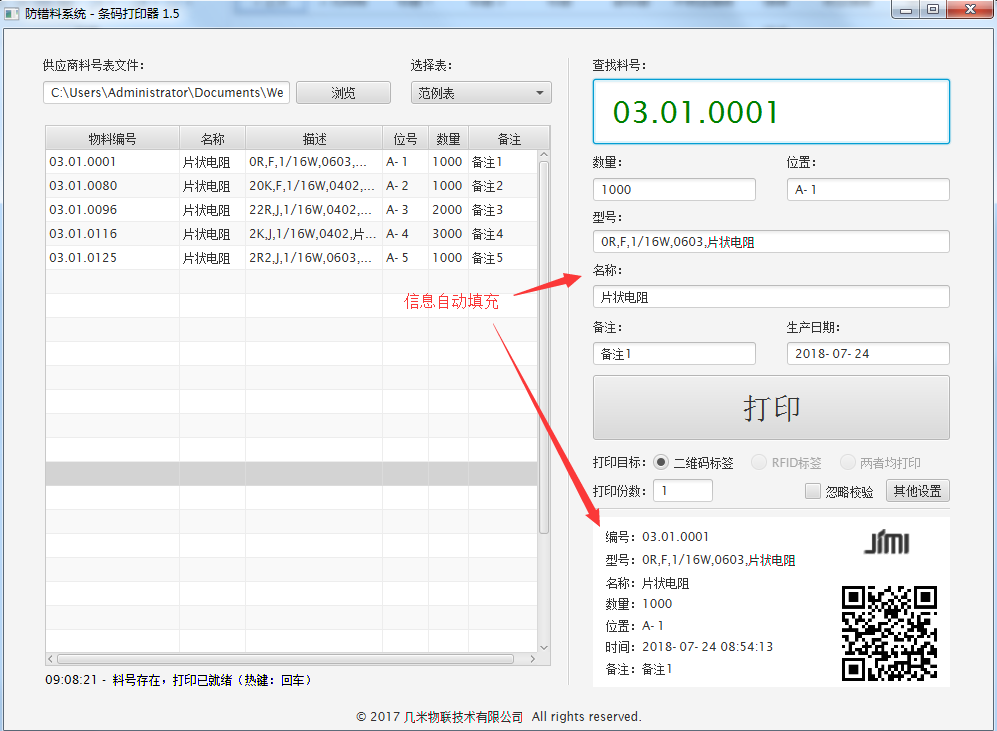 防错料系统 - 条码打印器 1.5
供应商料号表文件：
选择表：
C:\Users\Administrator\Documents\We
浏览
范例表
物料编号 名称 描述 位号 数量 备注
03.01.0001 片状电阻 0R,F,1/16W,0603,... A- 1 1000 备注1
03.01.0080 片状电阻 20K,F,1/16W,0402,... A- 2 1000 备注2
03.01.0096 片状电阻 22R,J,1/16W,0402,... A- 3 2000 备注3
03.01.0116 片状电阻 2K,J,1/16W,0402,片... A- 4 3000 备注4
03.01.0125 片状电阻 2R2,J,1/16W,0603,... A- 5 1000 备注5
信息自动填充
09:08:21 - 料号存在，打印已就绪（热键：回车）
查找料号：
03.01.0001
数量： 位置：
1000 A- 1
型号：
0R,F,1/16W,0603,片状电阻
名称：
片状电阻
备注： 生产日期：
备注1 2018- 07- 24
打印
打印目标： 二维码标签 RFID标签 两者均打印
打印份数： 1 忽略校验 其他设置
编号：03.01.0001
型号：0R,F,1/16W,0603,片状电阻
名称：片状电阻
数量：1000
位置：A- 1
时间：2018- 07- 24 08:54:13
备注：备注1
JIMI
© 2017 几米物联技术有限公司 All rights reserved.